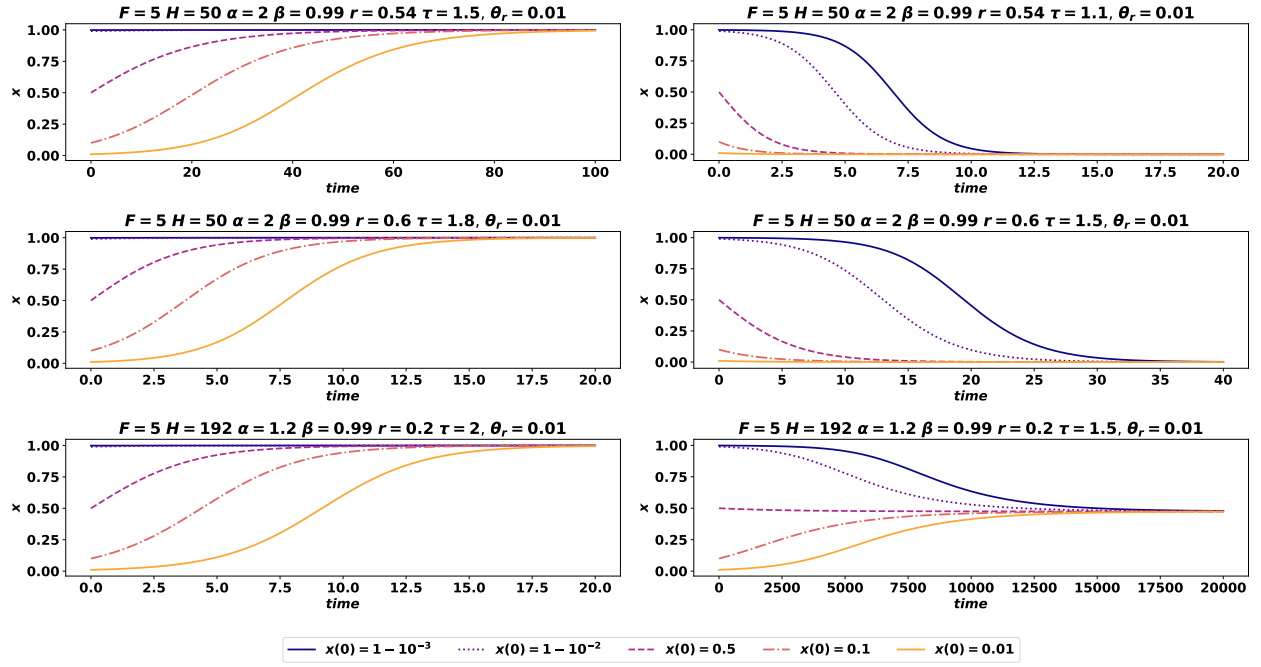 F = 5 H = 50 α = 2 β = 0.99 r = 0.54 τ = 1.5, θᵣ = 0.01
x
1.00
0.75
0.50
0.25
0.00
0 20 40 60 80 100
time
F = 5 H = 50 α = 2 β = 0.99 r = 0.54 τ = 1.1, θᵣ = 0.01
x
1.00
0.75
0.50
0.25
0.00
0.0 2.5 5.0 7.5 10.0 12.5 15.0 17.5 20.0
time
F = 5 H = 50 α = 2 β = 0.99 r = 0.6 τ = 1.8, θᵣ = 0.01
x
1.00
0.75
0.50
0.25
0.00
0.0 2.5 5.0 7.5 10.0 12.5 15.0 17.5 20.0
time
F = 5 H = 50 α = 2 β = 0.99 r = 0.6 τ = 1.5, θᵣ = 0.01
x
1.00
0.75
0.50
0.25
0.00
0 5 10 15 20 25 30 35 40
time
F = 5 H = 192 α = 1.2 β = 0.99 r = 0.2 τ = 2, θᵣ = 0.01
x
1.00
0.75
0.50
0.25
0.00
0.0 2.5 5.0 7.5 10.0 12.5 15.0 17.5 20.0
time
F = 5 H = 192 α = 1.2 β = 0.99 r = 0.2 τ = 1.5, θᵣ = 0.01
x
1.00
0.75
0.50
0.25
0.00
0 2500 5000 7500 10000 12500 15000 17500 20000
time
x(0) = 1 − 10⁻³ x(0) = 1 − 10⁻² x(0) = 0.5 x(0) = 0.1 x(0) = 0.01